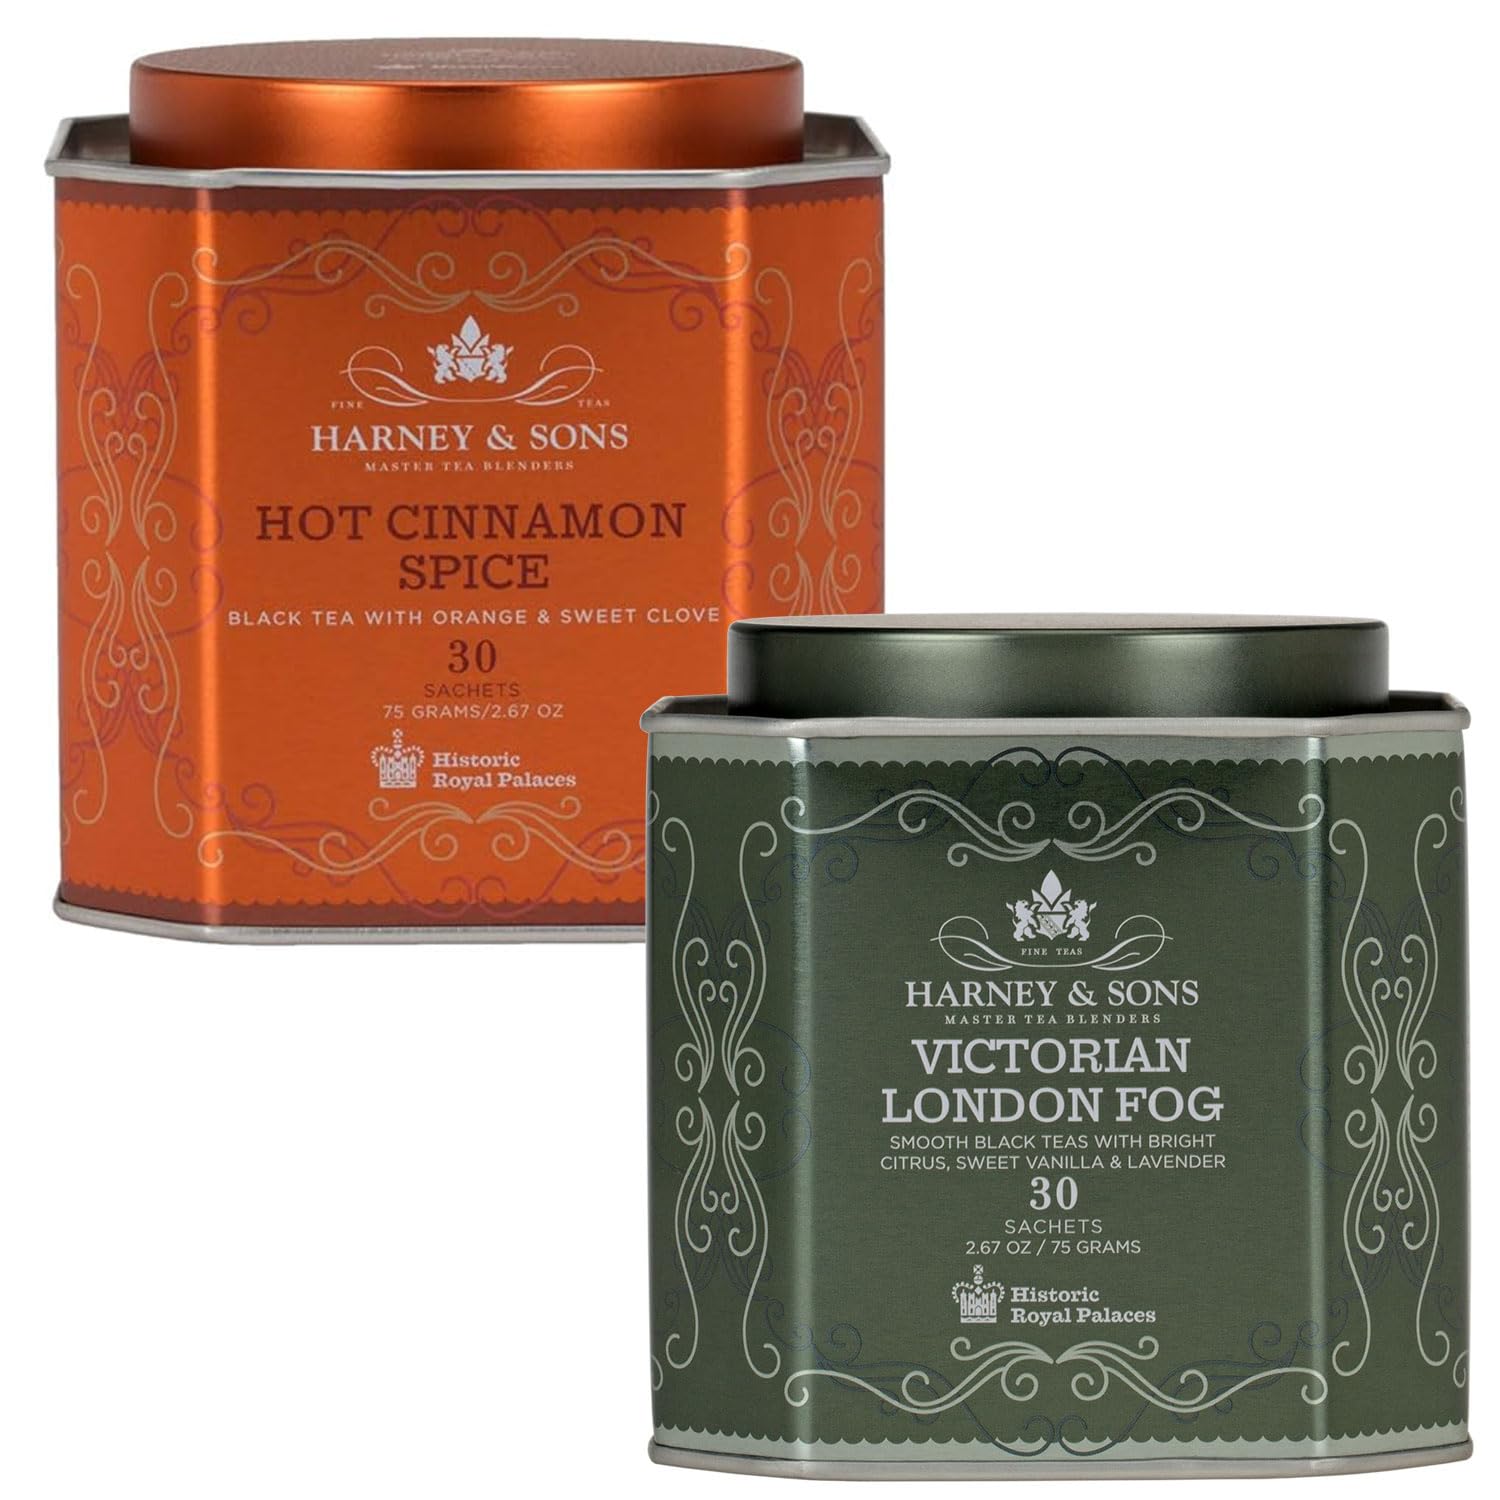 FINE TEAS
HARNEY & SONS
MASTER TEA BLENDERS
HOT CINNAMON
SPICE
BLACK TEA WITH ORANGE & SWEET CLOVE
30
SACHETS
75 GRAMS/2.67 OZ
Historic
Royal Palaces
FINE TEAS
HARNEY & SONS
MASTER TEA BLENDERS
VICTORIAN
LONDON FOG
SMOOTH BLACK TEAS WITH BRIGHT
CITRUS, SWEET VANILLA & LAVENDER
30
SACHETS
2.67 OZ / 75 GRAMS
Historic
Royal Palaces